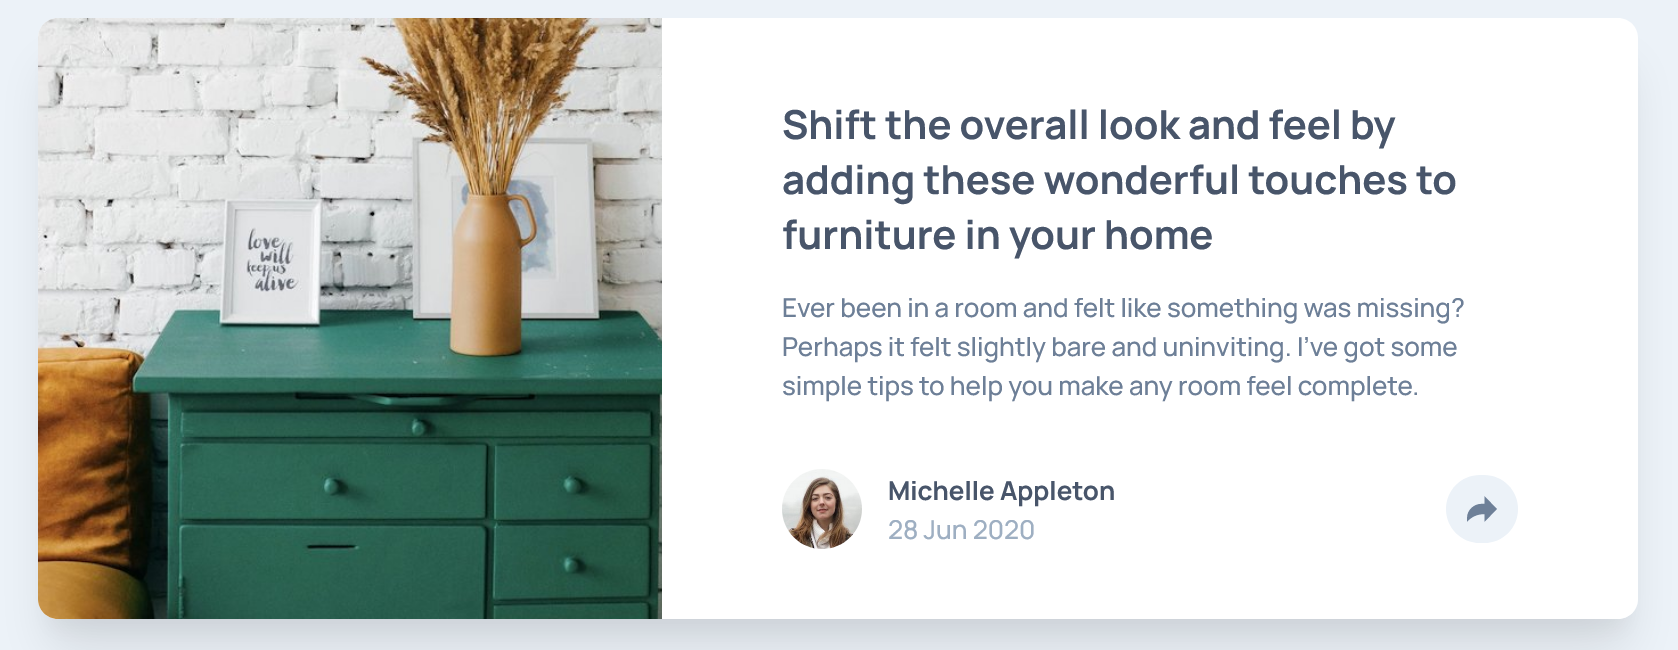 love
will
keep us
alive
Shift the overall look and feel by
adding these wonderful touches to
furniture in your home
Ever been in a room and felt like something was missing?
Perhaps it felt slightly bare and uninviting. I’ve got some
simple tips to help you make any room feel complete.
Michelle Appleton
28 Jun 2020